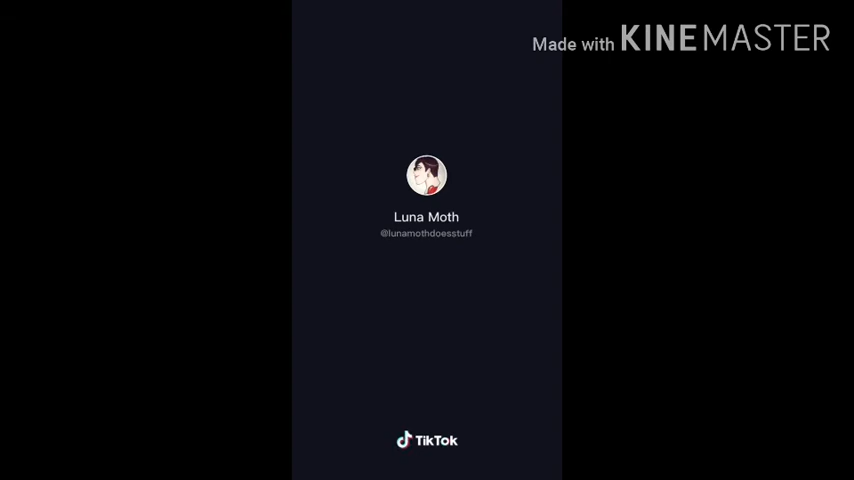 Made with KINEMASTER
Luna Moth
@lunamothdoesstuff
TikTok